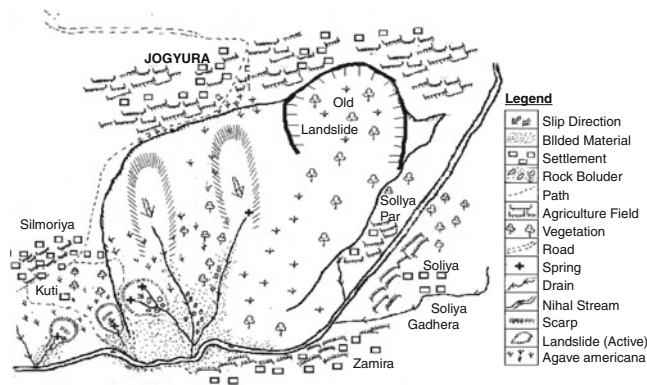 JOGYURA
Old
Landslide
Sollya
Par
Silmoriya
Kuti
Soliya
Soliya
Gadhera
Zamira
Legend
Slip Direction
Bllded Material
Settlement
Rock Boluder
Path
Agriculture Field
Vegetation
Road
Spring
Drain
Nihal Stream
Scarp
Landslide (Active)
Agave americana